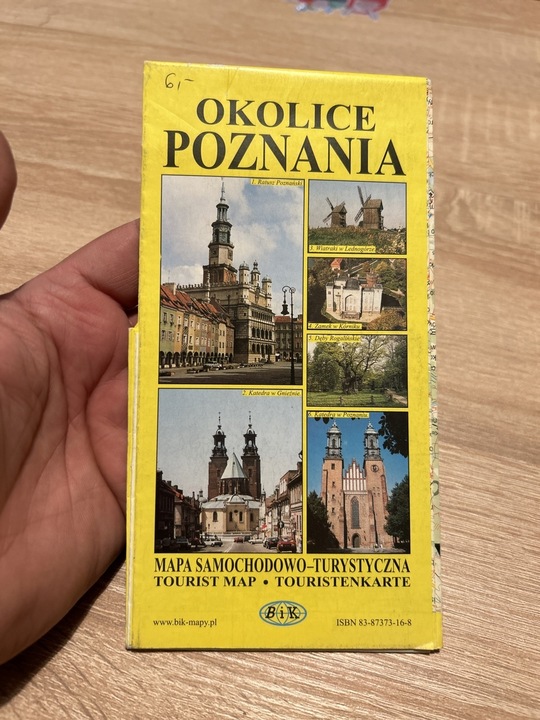 6,-
OKOLICE
POZNANIA
1. Ratusz Poznański
3. Wiatraki w Lednogórze
4. Zamek w Kórniku
5. Dęby Rogalińskie
2. Katedra w Gnieźnie
6. Katedra w Poznaniu
MAPA SAMOCHODOWO-TURYSTYCZNA
TOURIST MAP • TOURISTENKARTE
BiK
www.bik-mapy.pl
ISBN 83-87373-16-8